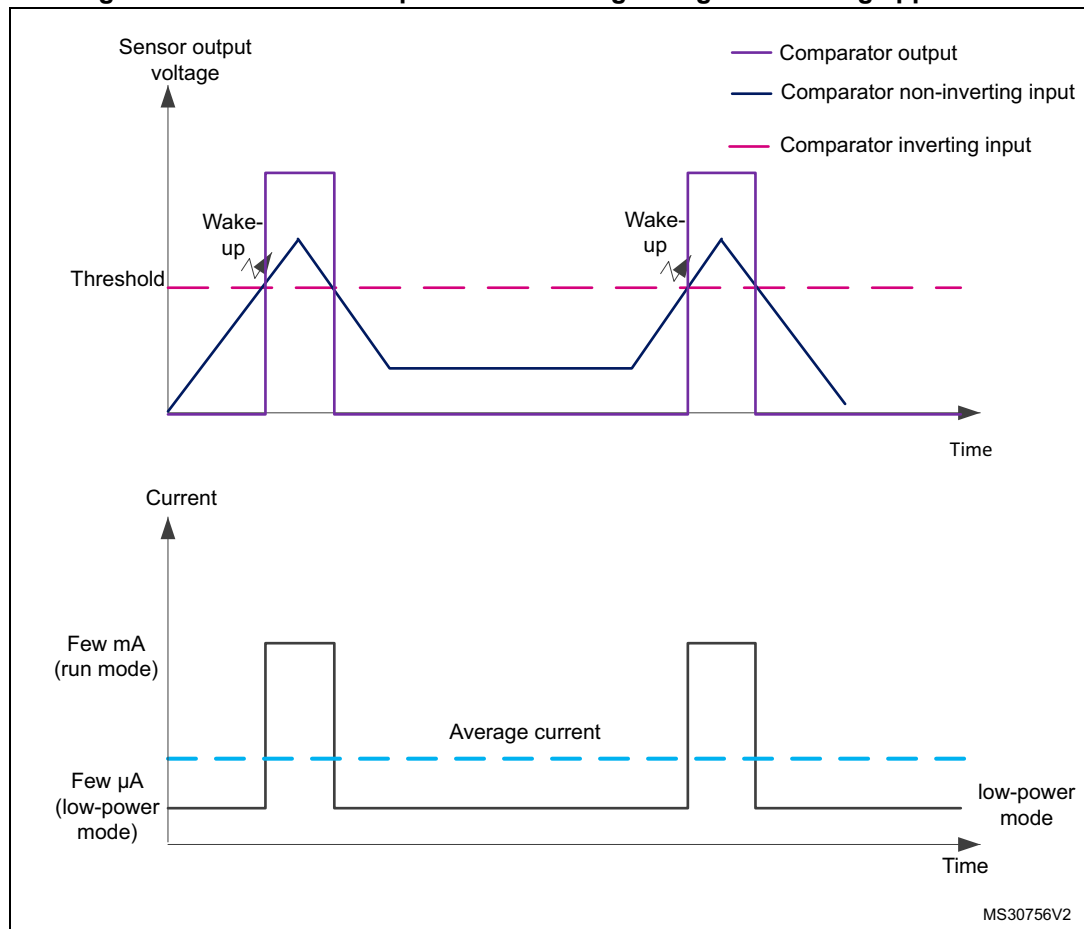 Sensor output
voltage
Comparator output
Comparator non-inverting input
Comparator inverting input
Wake-
up
Wake-
up
Threshold
Time
Current
Few mA
(run mode)
Average current
Few µA
(low-power
mode)
low-power
mode
Time
MS30756V2